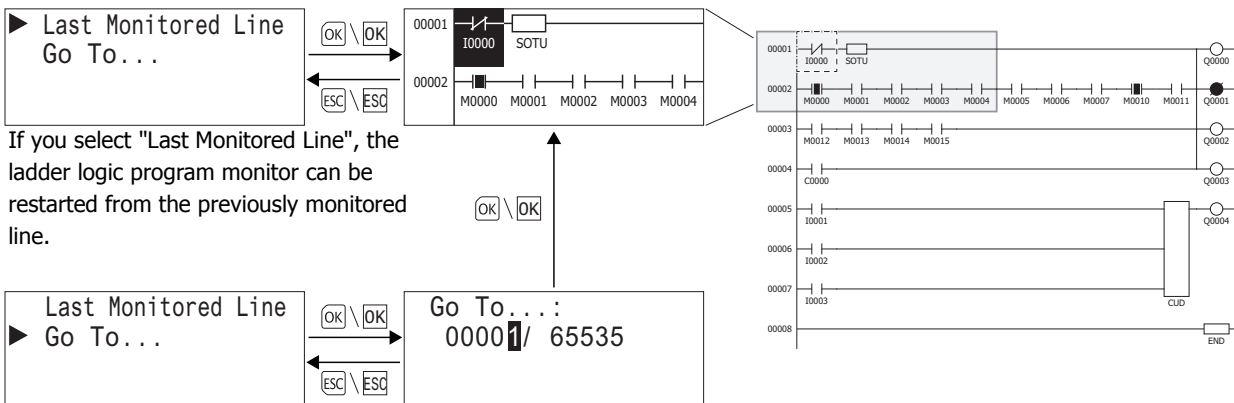 Last Monitored Line
Go To...
OK \ OK
ESC \ ESC
00001
I0000 SOTU
00002
M0000 M0001 M0002 M0003 M0004
If you select "Last Monitored Line", the
ladder logic program monitor can be
restarted from the previously monitored
line.
OK \ OK
Last Monitored Line
Go To...
OK \ OK
ESC \ ESC
Go To...:
00001/ 65535
00001
I0000 SOTU Q0000
00002
M0000 M0001 M0002 M0003 M0004 M0005 M0006 M0007 M0010 M0011 Q0001
00003
M0012 M0013 M0014 M0015 Q0002
00004
C0000 Q0003
00005
I0001 Q0004
00006
I0002
00007
I0003 CUD
00008
END